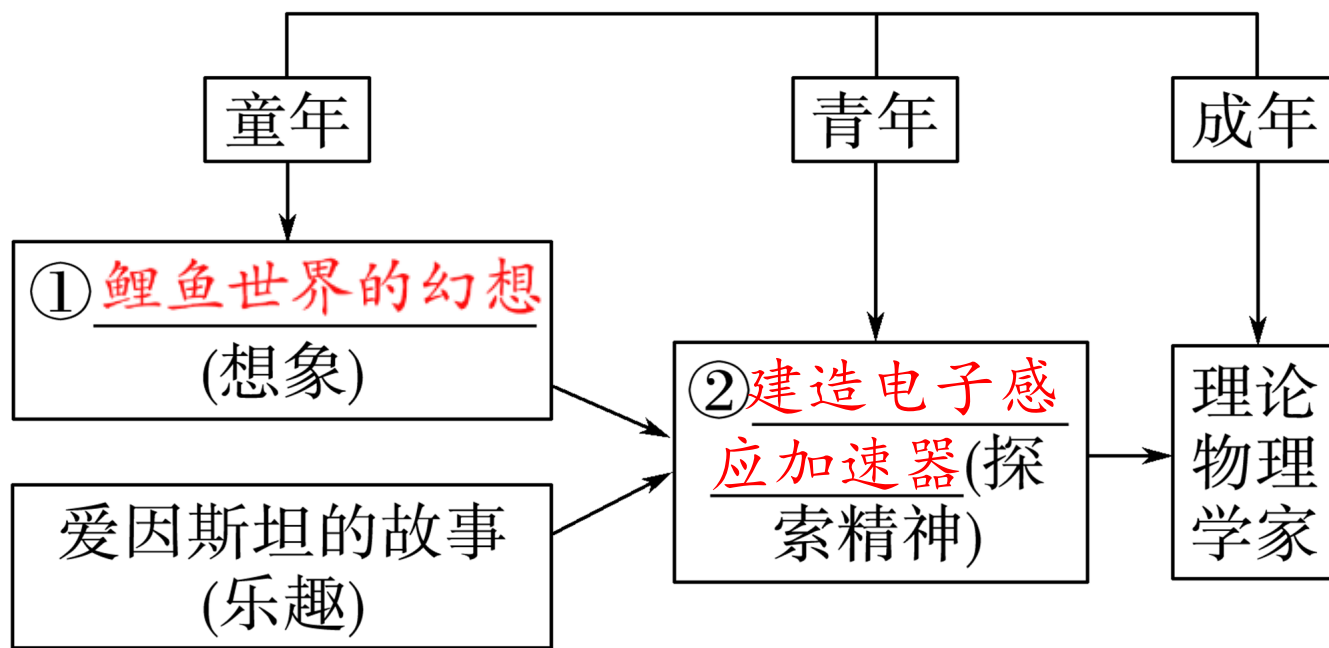 童年
青年
成年
①鲤鱼世界的幻想
(想象)
爱因斯坦的故事
(乐趣)
②建造电子感
应加速器(探
索精神)
理论
物理
学家